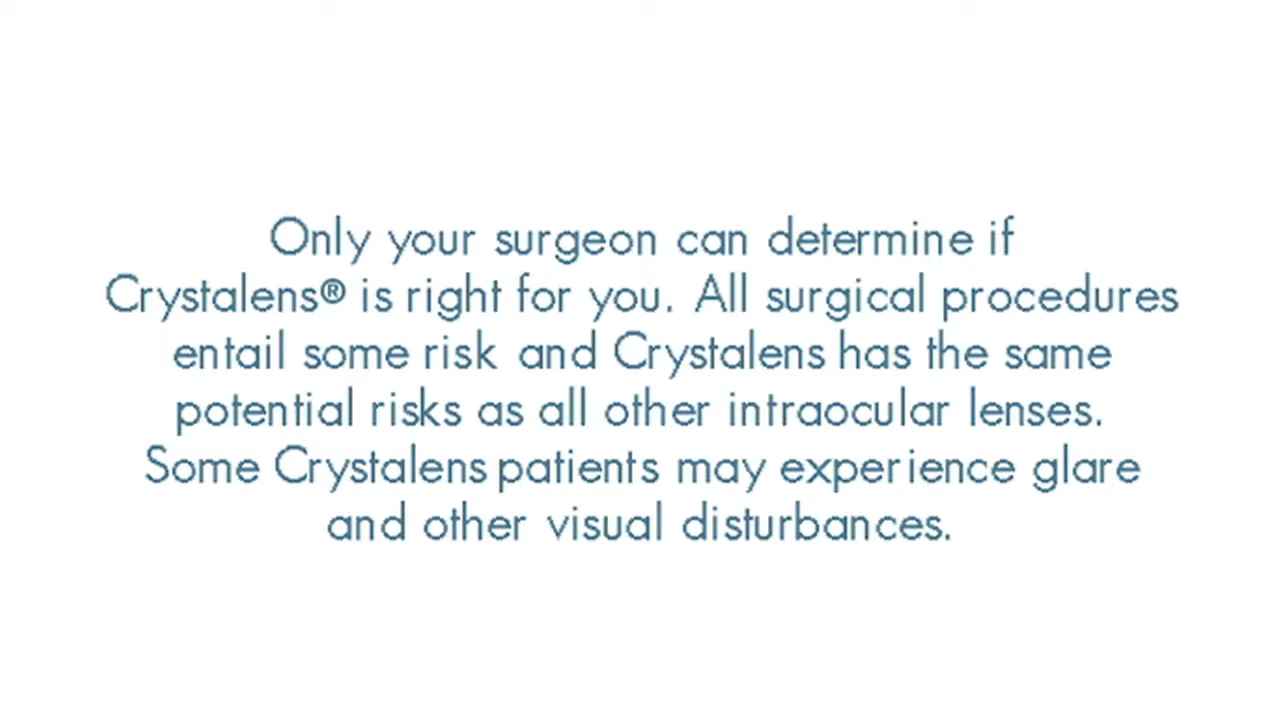 Only your surgeon can determine if
Crystalens® is right for you. All surgical procedures
entail some risk and Crystalens has the same
potential risks as all other intraocular lenses.
Some Crystalens patients may experience glare
and other visual disturbances.